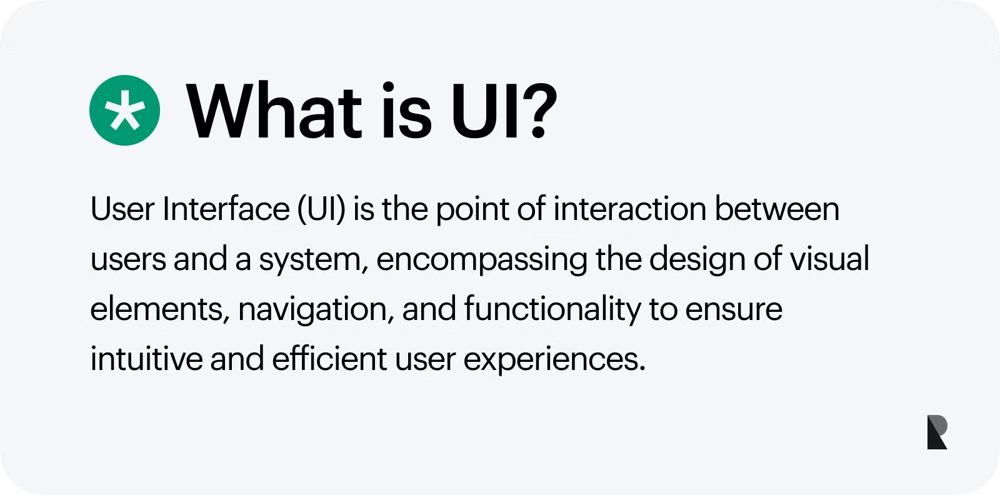 What is UI?
User Interface (UI) is the point of interaction between
users and a system, encompassing the design of visual
elements, navigation, and functionality to ensure
intuitive and efficient user experiences.
R